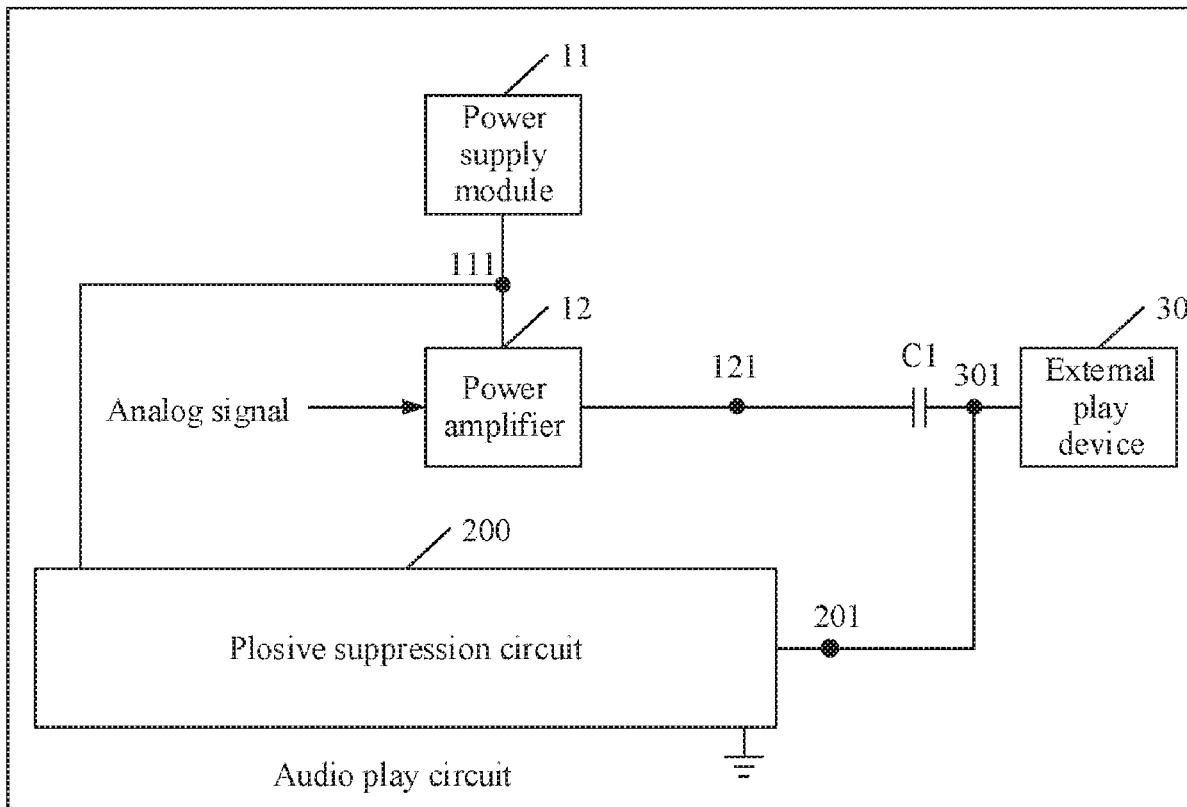 11
Power
supply
module
111
12
Power
amplifier
Analog signal
121
C1
301
30
External
play
device
200
Plosive suppression circuit
201
Audio play circuit